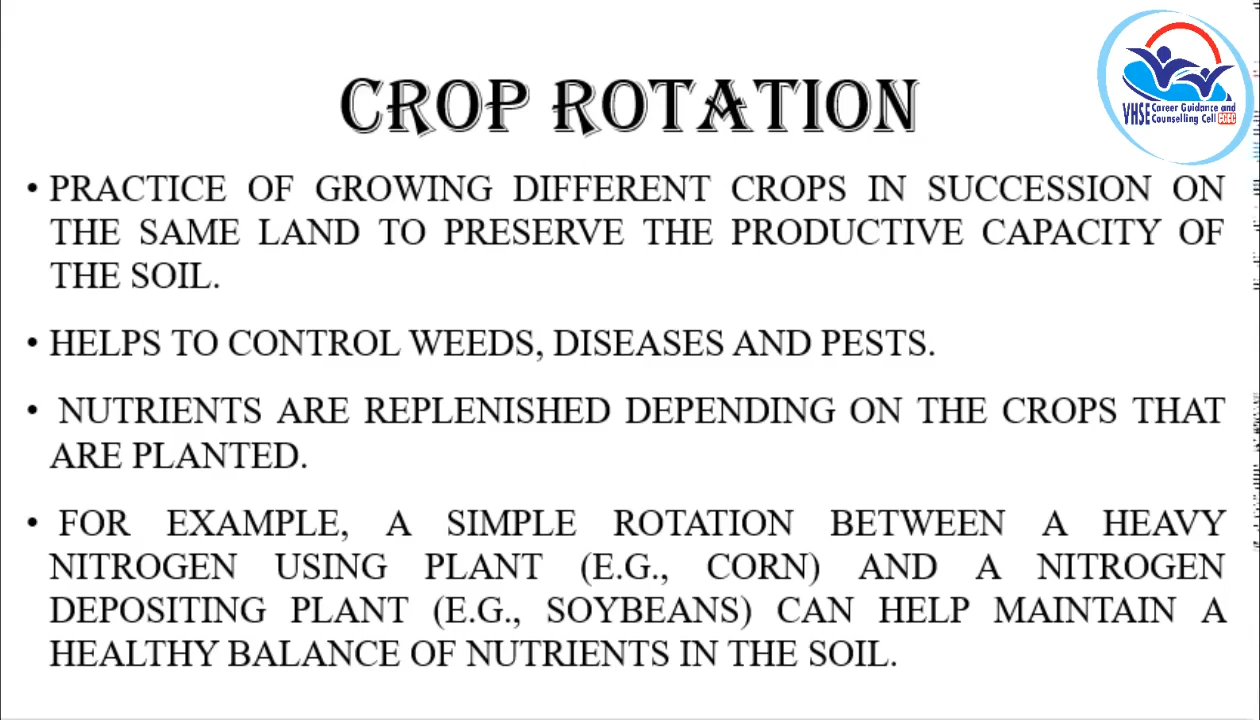 CROP ROTATION
VHSE Career Guidance and
Counselling Cell CGCC
• PRACTICE OF GROWING DIFFERENT CROPS IN SUCCESSION ON
THE SAME LAND TO PRESERVE THE PRODUCTIVE CAPACITY OF
THE SOIL.
• HELPS TO CONTROL WEEDS, DISEASES AND PESTS.
• NUTRIENTS ARE REPLENISHED DEPENDING ON THE CROPS THAT
ARE PLANTED.
• FOR EXAMPLE, A SIMPLE ROTATION BETWEEN A HEAVY
NITROGEN USING PLANT (E.G., CORN) AND A NITROGEN
DEPOSITING PLANT (E.G., SOYBEANS) CAN HELP MAINTAIN A
HEALTHY BALANCE OF NUTRIENTS IN THE SOIL.